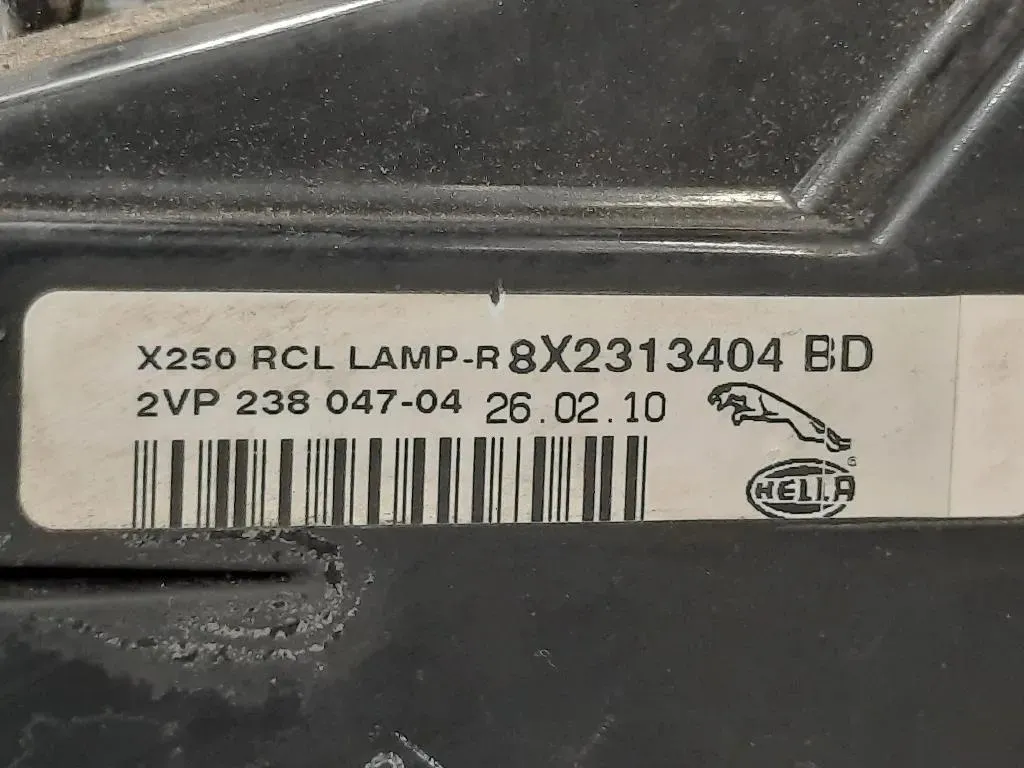 X250 RCL LAMP-R 8X2313404 BD
2VP 238 047-04 26.02.10
HELLA